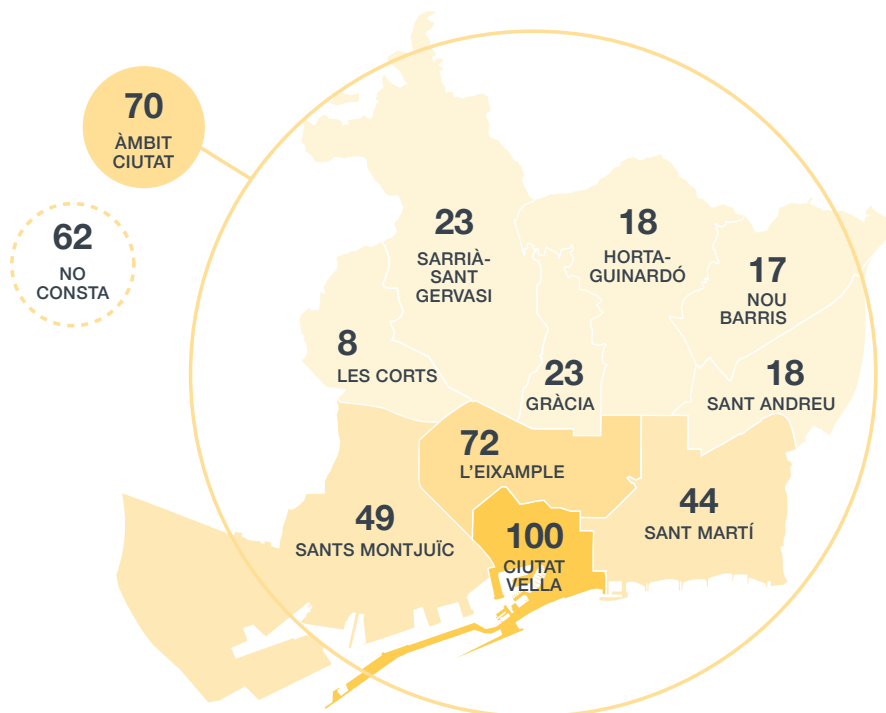 70
ÀMBIT
CIUTAT
62
NO
CONSTA
23
SARRIÀ-
SANT
GERVASI
18
HORTA-
GUINARDÓ
17
NOU
BARRIS
8
LES CORTS
23
GRÀCIA
18
SANT ANDREU
72
L'EIXAMPLE
49
SANTS MONTJUÏC
100
CIUTAT
VELLA
44
SANT MARTÍ